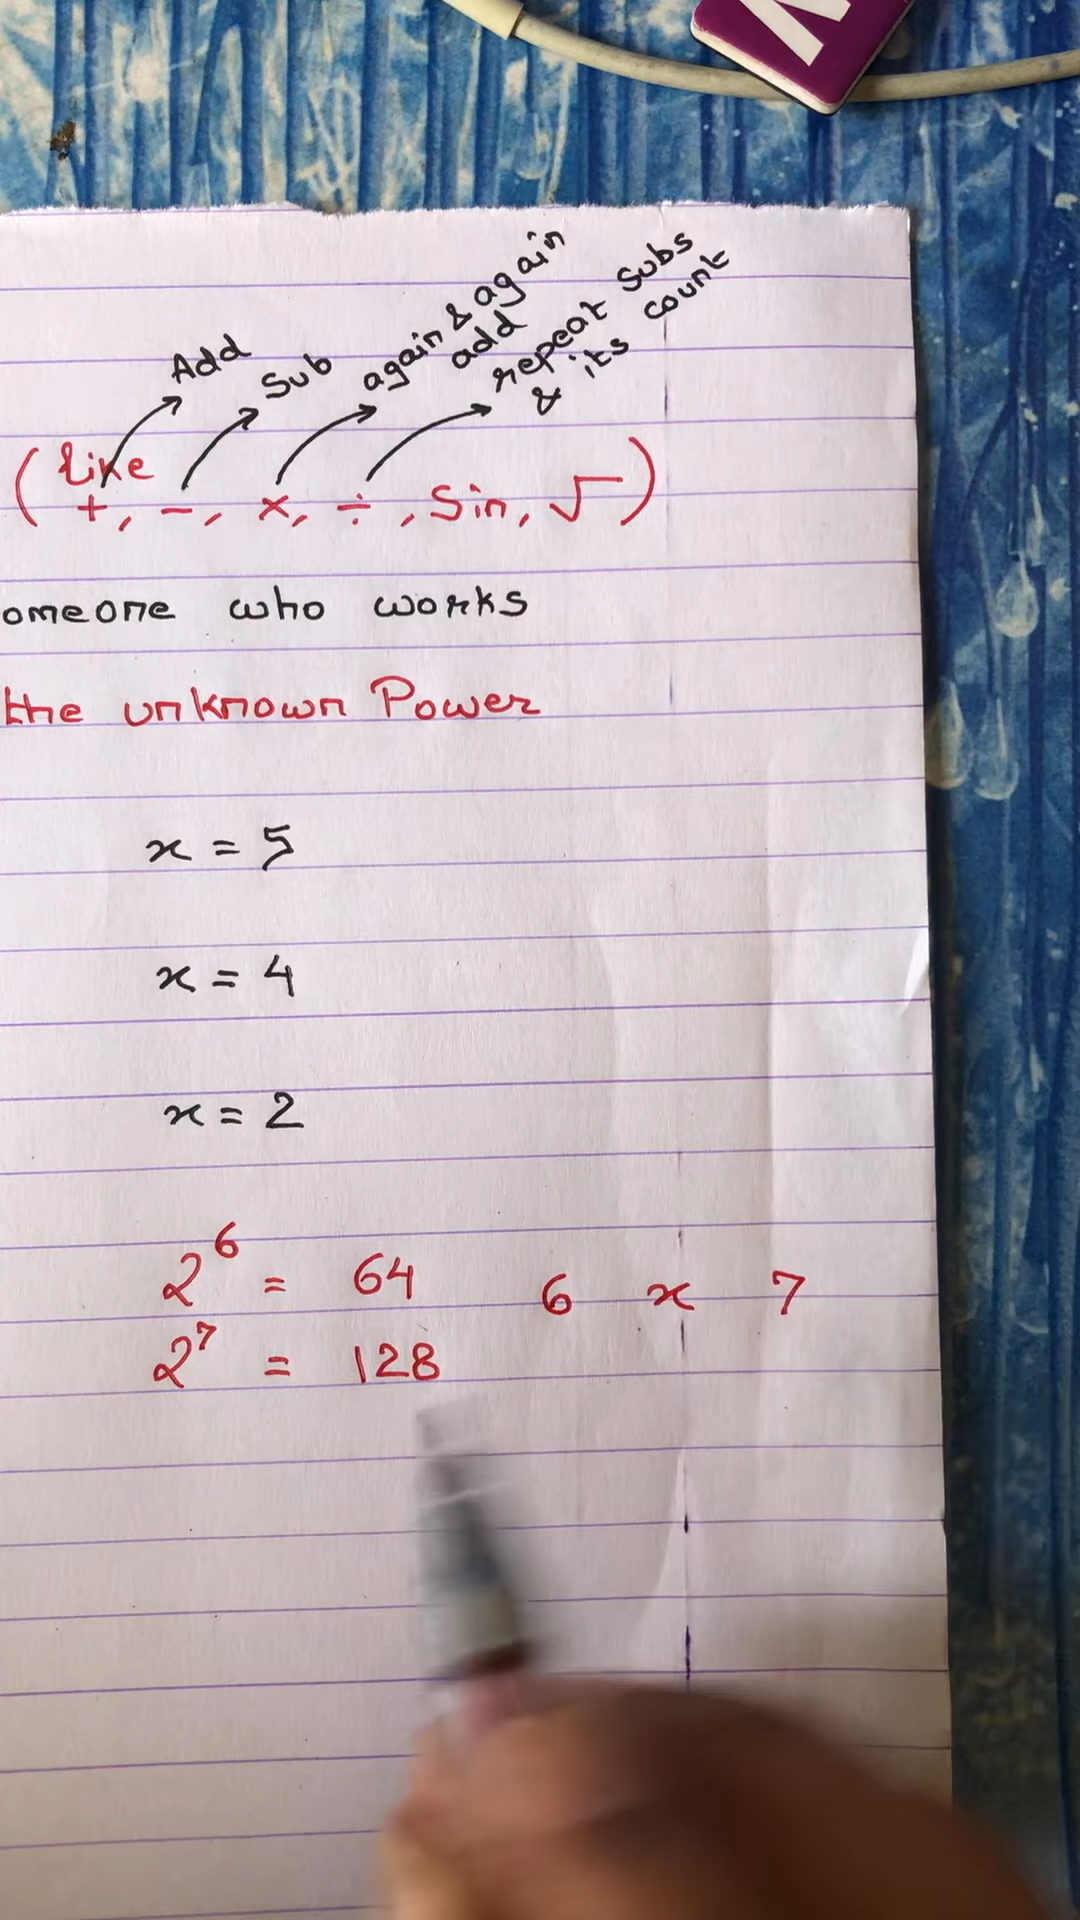 again & again
add
repeat subs
& its count
Add
Sub
(like
+, -, ×, ÷, Sin, √‾)
omeone who works
the unknown Power
x = 5
x = 4
x = 2
2⁶ = 64 6 x 7
2⁷ = 128